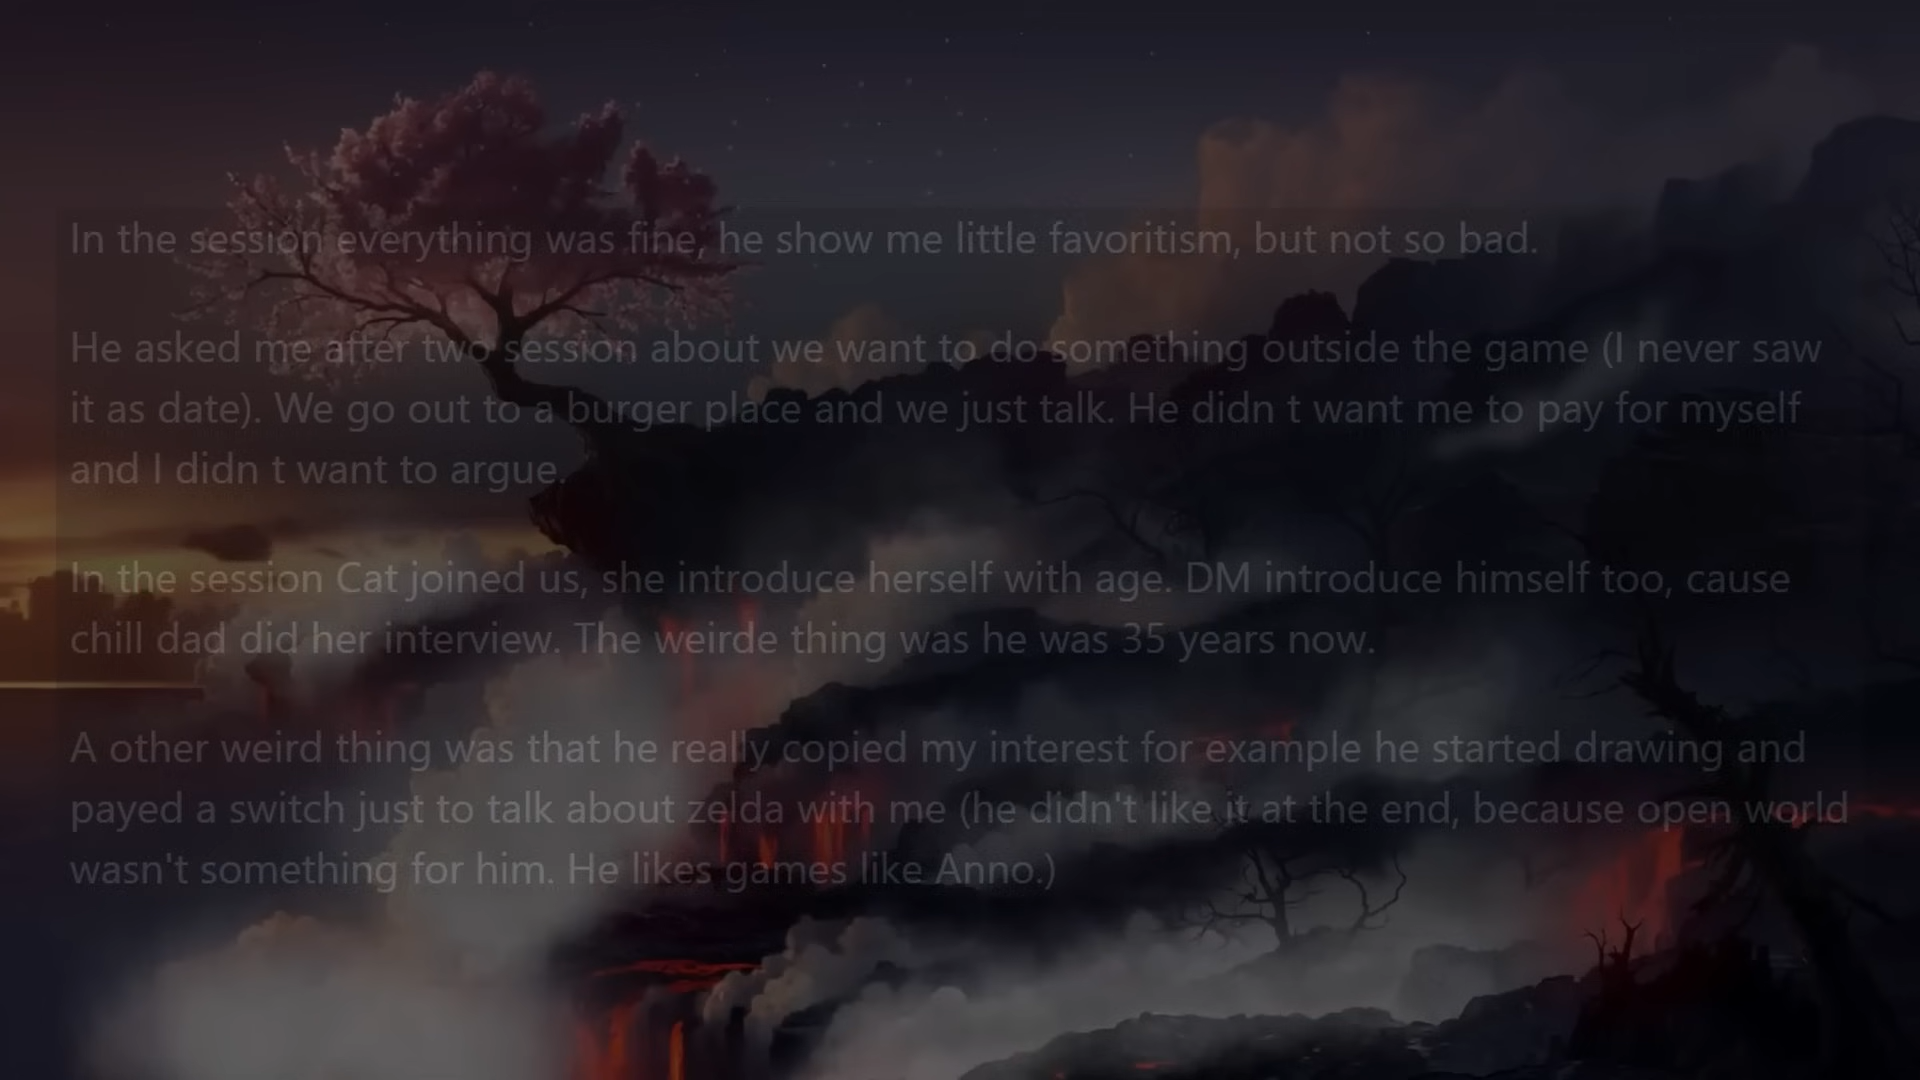 In the session everything was fine, he show me little favoritism, but not so bad.
He asked me after two session about we want to do something outside the game (I never saw
it as date). We go out to a burger place and we just talk. He didn t want me to pay for myself
and I didn t want to argue.
In the session Cat joined us, she introduce herself with age. DM introduce himself too, cause
chill dad did her interview. The weirde thing was he was 35 years now.
A other weird thing was that he really copied my interest for example he started drawing and
payed a switch just to talk about zelda with me (he didn't like it at the end, because open world
wasn't something for him. He likes games like Anno.)